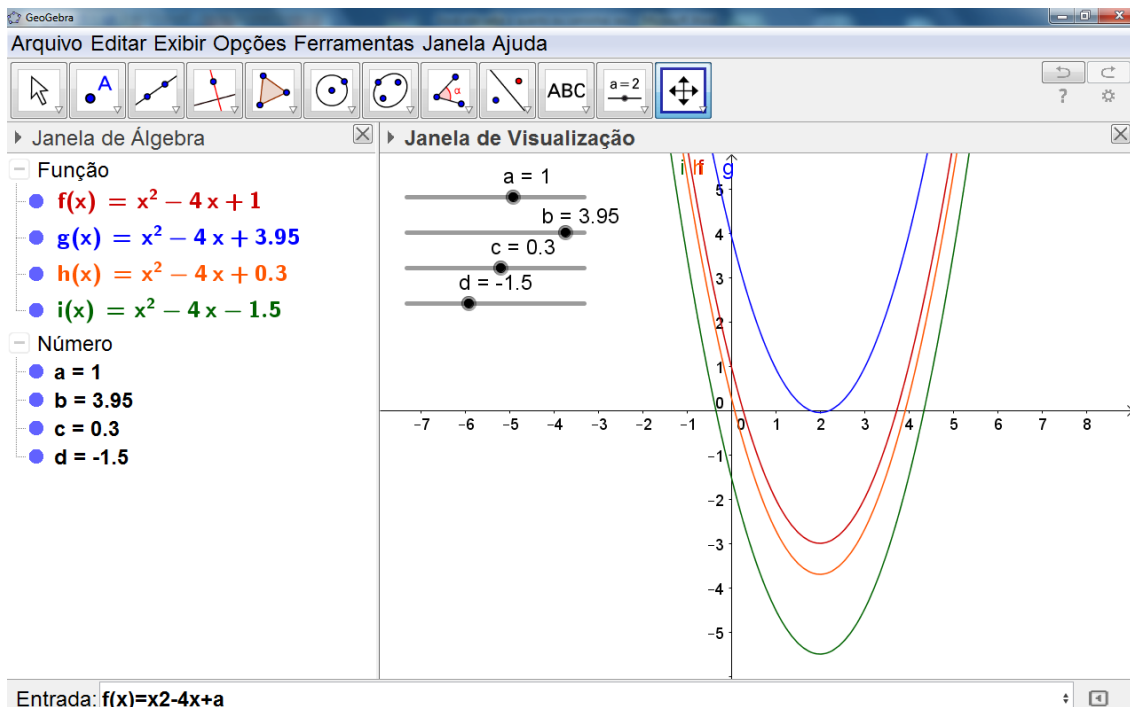 GeoGebra
Arquivo Editar Exibir Opções Ferramentas Janela Ajuda
A
α
ABC
a=2
?
Janela de Álgebra
Janela de Visualização
Função
f(x) = x² − 4 x + 1
g(x) = x² − 4 x + 3.95
h(x) = x² − 4 x + 0.3
i(x) = x² − 4 x − 1.5
Número
a = 1
b = 3.95
c = 0.3
d = -1.5
a = 1
b = 3.95
c = 0.3
d = -1.5
i h f g
5
4
3
2
1
0
−1
−2
−3
−4
−5
−7 −6 −5 −4 −3 −2 −1 0 1 2 3 4 5 6 7 8
Entrada: f(x)=x2-4x+a